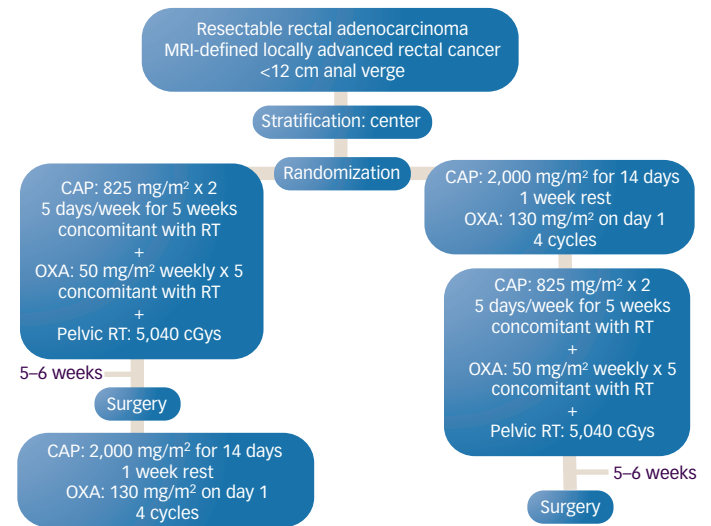 Resectable rectal adenocarcinoma
MRI-defined locally advanced rectal cancer
<12 cm anal verge
Stratification: center
Randomization
CAP: 825 mg/m² x 2
5 days/week for 5 weeks
concomitant with RT
+
OXA: 50 mg/m² weekly x 5
concomitant with RT
+
Pelvic RT: 5,040 cGys
5–6 weeks
Surgery
CAP: 2,000 mg/m² for 14 days
1 week rest
OXA: 130 mg/m² on day 1
4 cycles
CAP: 2,000 mg/m² for 14 days
1 week rest
OXA: 130 mg/m² on day 1
4 cycles
CAP: 825 mg/m² x 2
5 days/week for 5 weeks
concomitant with RT
+
OXA: 50 mg/m² weekly x 5
concomitant with RT
+
Pelvic RT: 5,040 cGys
5–6 weeks
Surgery